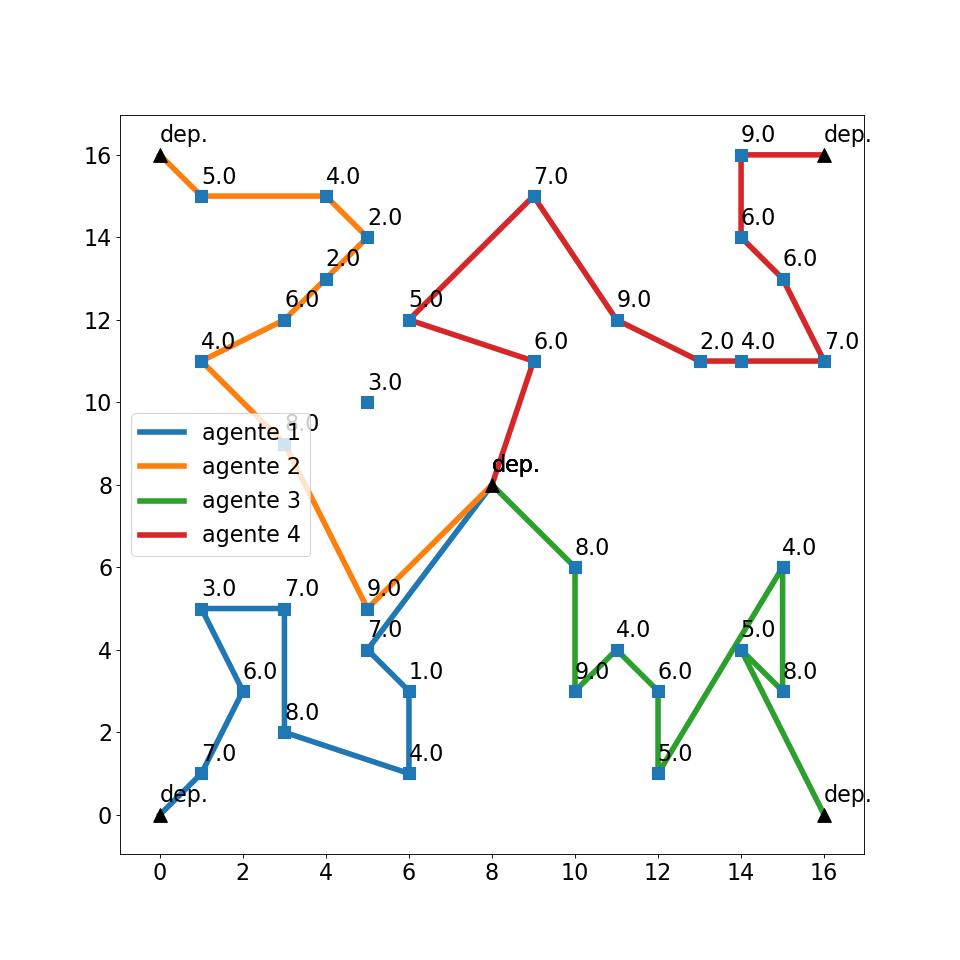 16 dep. 9.0 dep.
5.0 4.0 7.0
14 2.0 6.0
2.0 6.0
12 6.0 5.0 9.0
4.0 6.0 2.0 4.0 7.0
10 3.0
8.0
agente 1
agente 2
agente 3
agente 4
8 dep.
6 8.0 4.0
3.0 7.0 9.0
4 7.0 4.0 5.0
6.0 1.0 9.0 6.0 8.0
2 8.0
7.0 4.0 5.0
0 dep. dep.
0 2 4 6 8 10 12 14 16